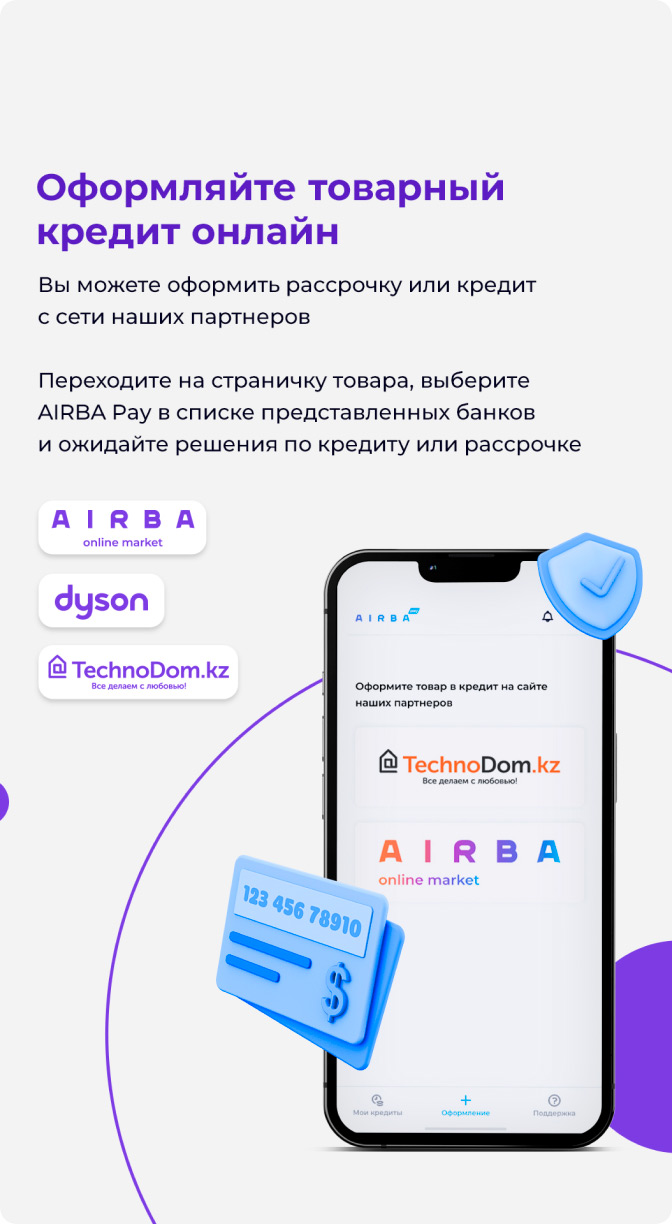 Оформляйте товарный
кредит онлайн
Вы можете оформить рассрочку или кредит
с сети наших партнеров
Переходите на страничку товара, выберите
AIRBA Pay в списке представленных банков
и ожидайте решения по кредиту или рассрочке
AIRBA
online market
dyson
TechnoDom.kz
Все делаем с любовью!
AIRBA
Оформите товар в кредит на сайте
наших партнеров
TechnoDom.kz
Все делаем с любовью!
AIRBA
online market
123 456 78910
$
Мои кредиты
Оформление
Поддержка